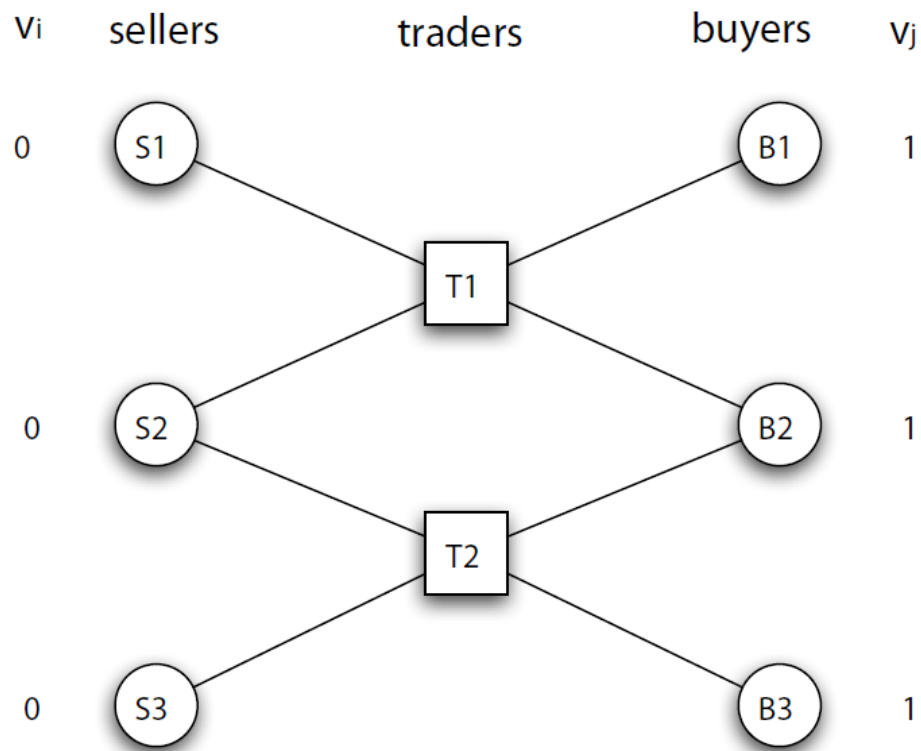 vi sellers traders buyers vj
0 S1 B1 1
T1
0 S2 B2 1
T2
0 S3 B3 1